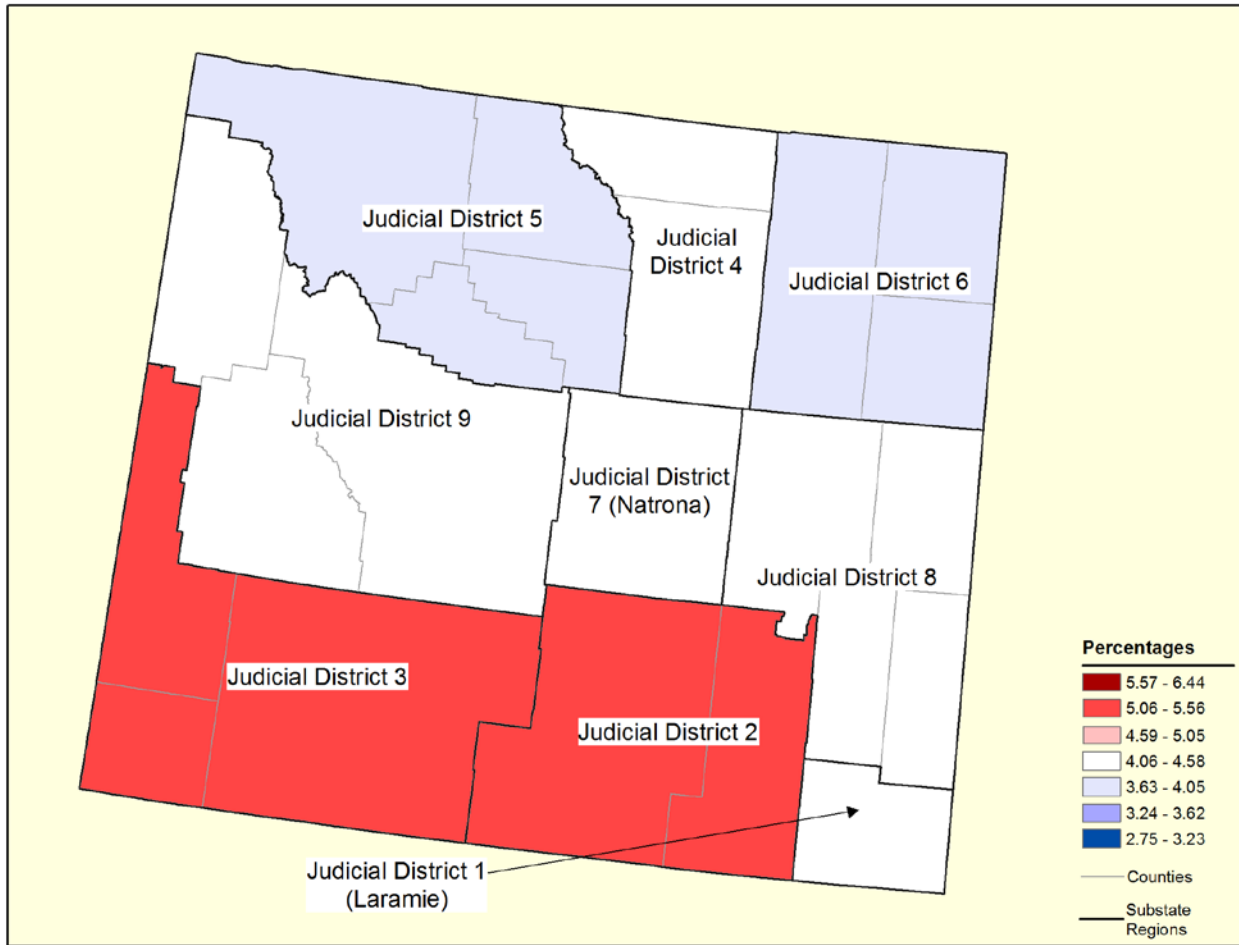 Judicial District 5
Judicial
District 4
Judicial District 6
Judicial District 9
Judicial District
7 (Natrona)
Judicial District 8
Judicial District 3
Judicial District 2
Judicial District 1
(Laramie)
Percentages
5.57 - 6.44
5.06 - 5.56
4.59 - 5.05
4.06 - 4.58
3.63 - 4.05
3.24 - 3.62
2.75 - 3.23
Counties
Substate
Regions